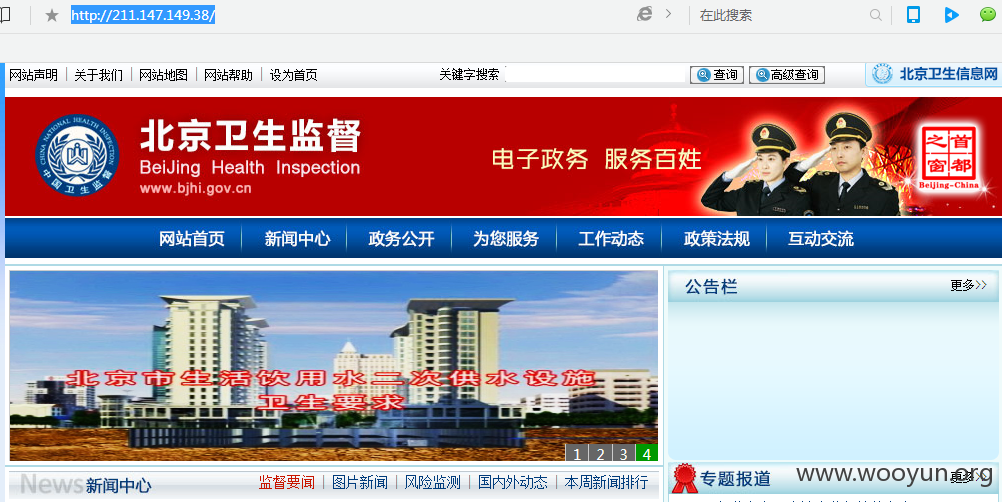 http://211.147.149.38/
在此搜索
网站声明 关于我们 网站地图 网站帮助 设为首页
关键字搜索 查询 高级查询
北京卫生信息网
CHINA NATIONAL HEALTH INSPECTION
中国卫生监督
北京卫生监督
BeiJing Health Inspection
www.bjhi.gov.cn
电子政务 服务百姓
首都之窗
Beijing-China
网站首页 新闻中心 政务公开 为您服务 工作动态 政策法规 互动交流
北京市生活饮用水二次供水设施
卫生要求
1 2 3 4
公告栏 更多>>
News 新闻中心 监督要闻 图片新闻 风险监测 国内外动态 本周新闻排行
专题报道 更多>>
www.wooyun.org